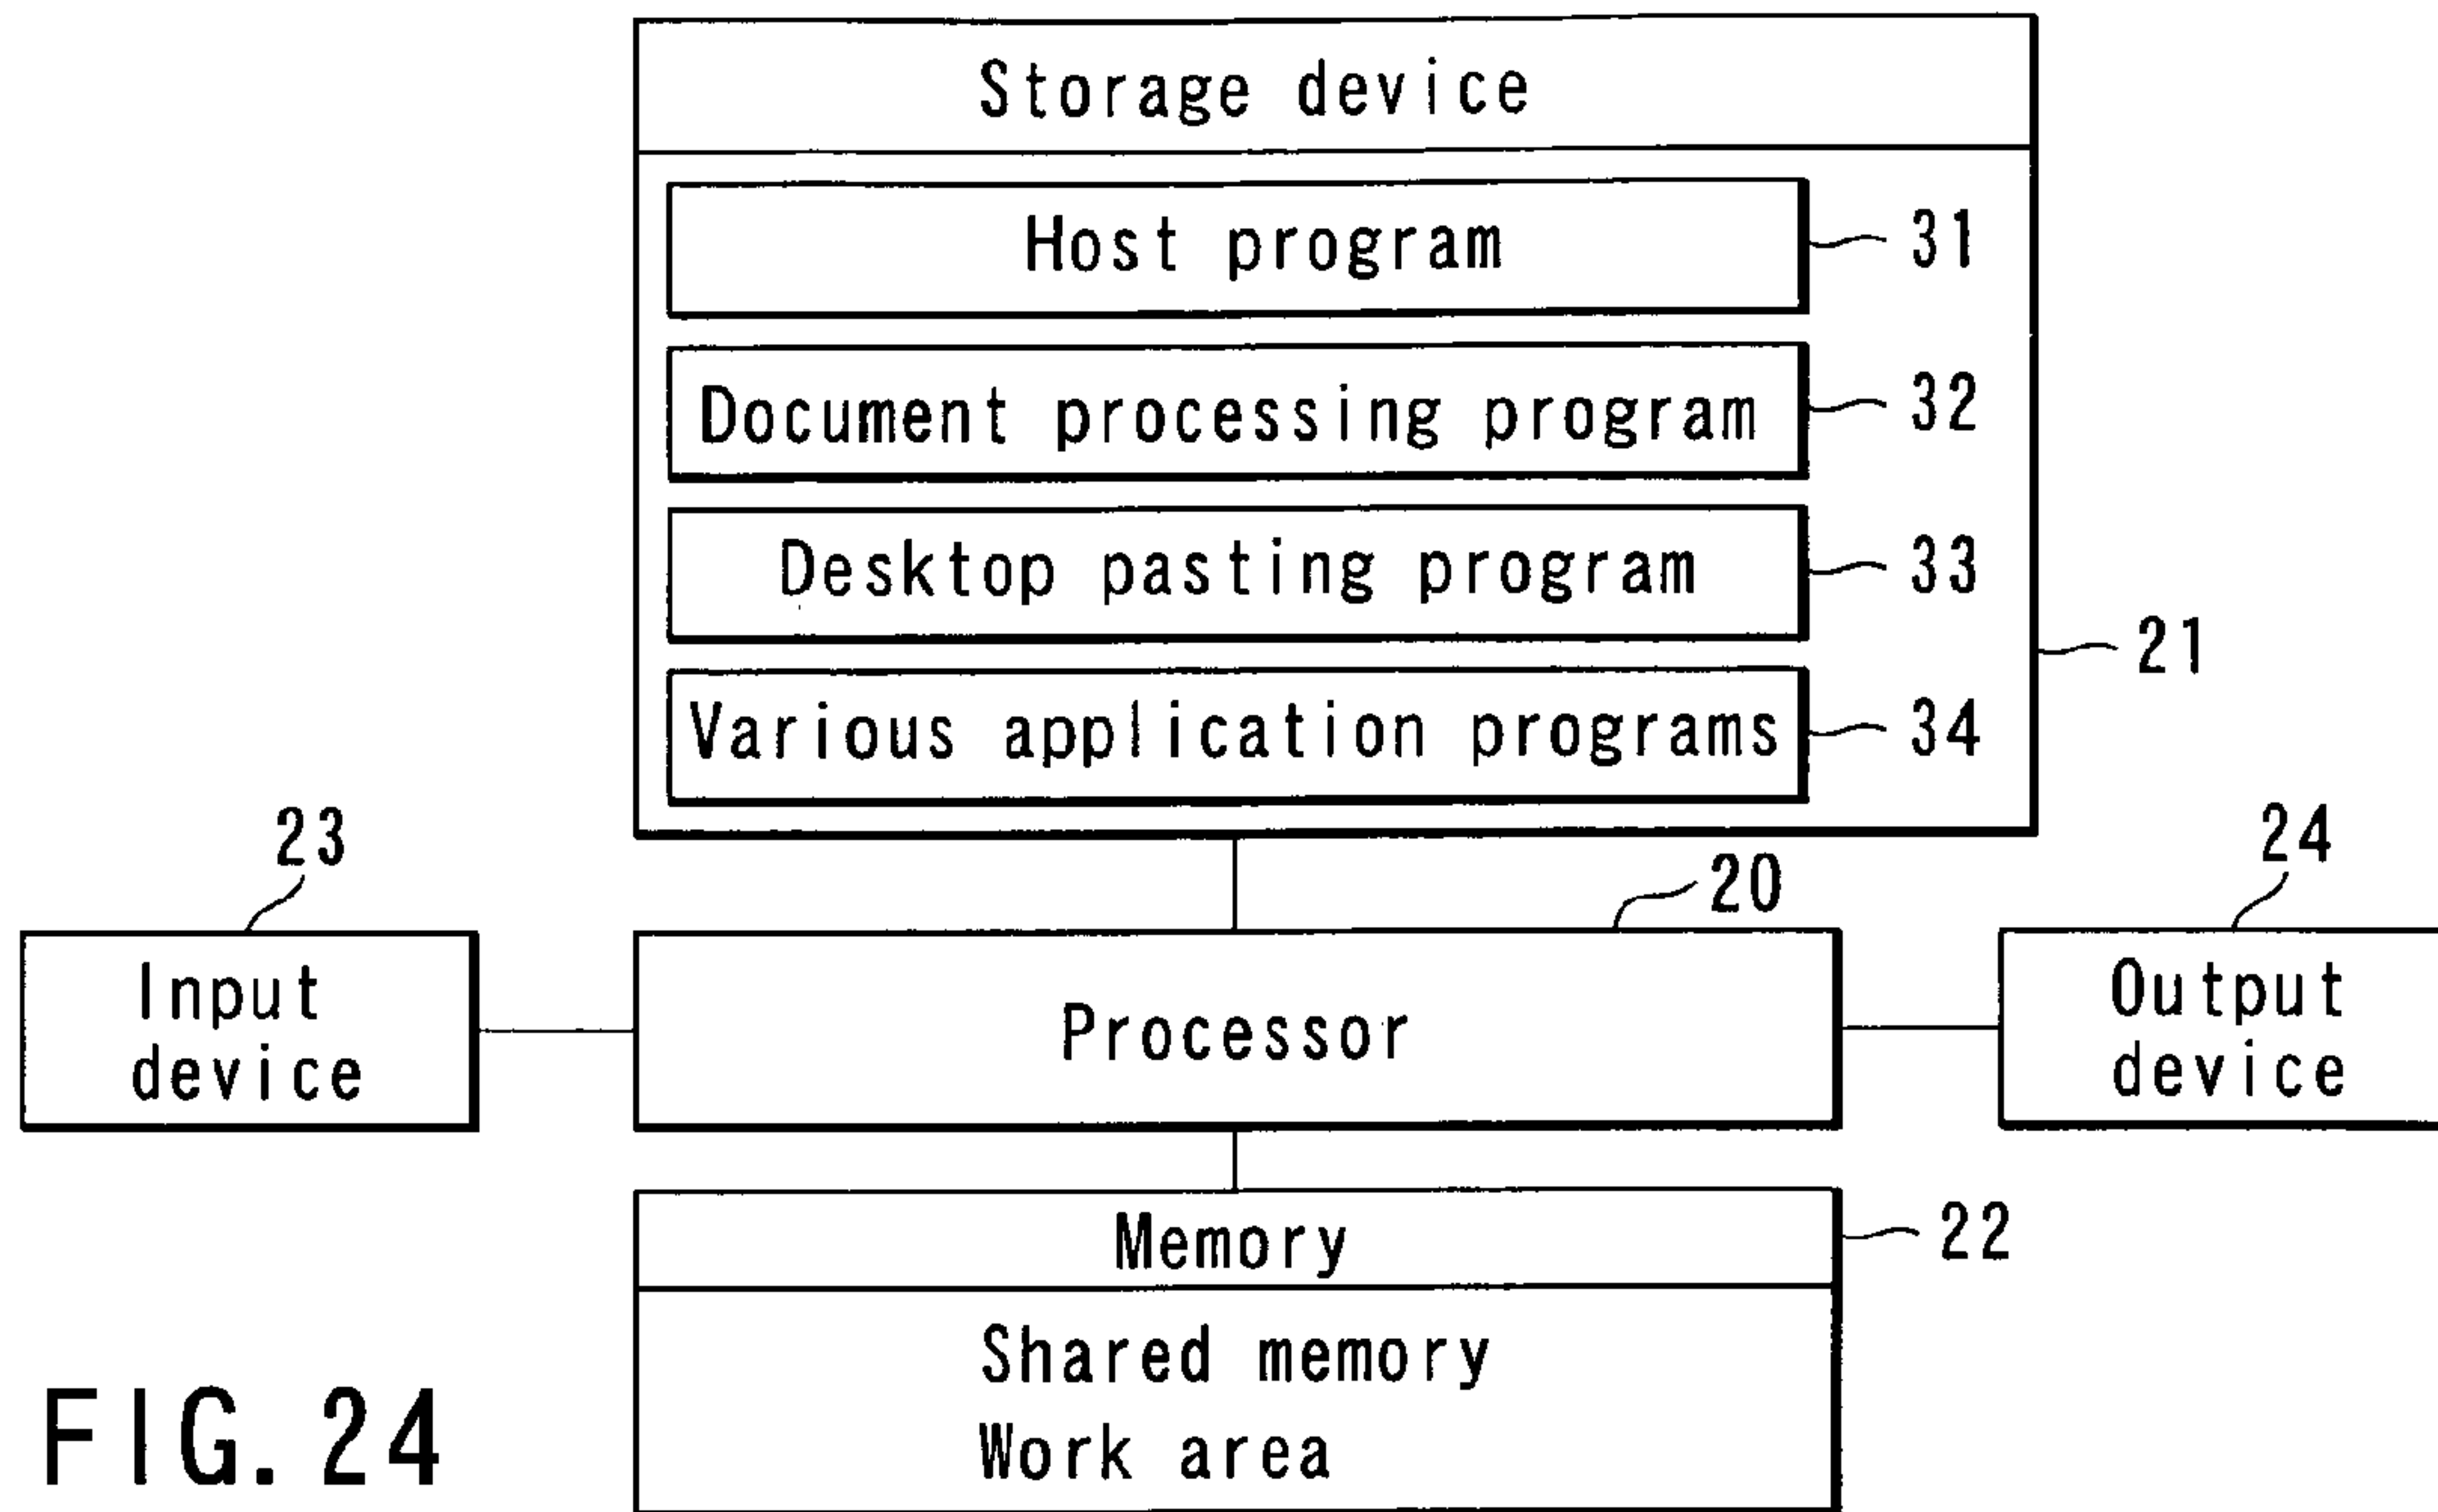 Storage device
Host program
31
Document processing program
32
Desktop pasting program
33
21
Various application programs
34
23
24
20
Input
device
Processor
Output
device
Memory
22
Shared memory
Work area
FIG. 24